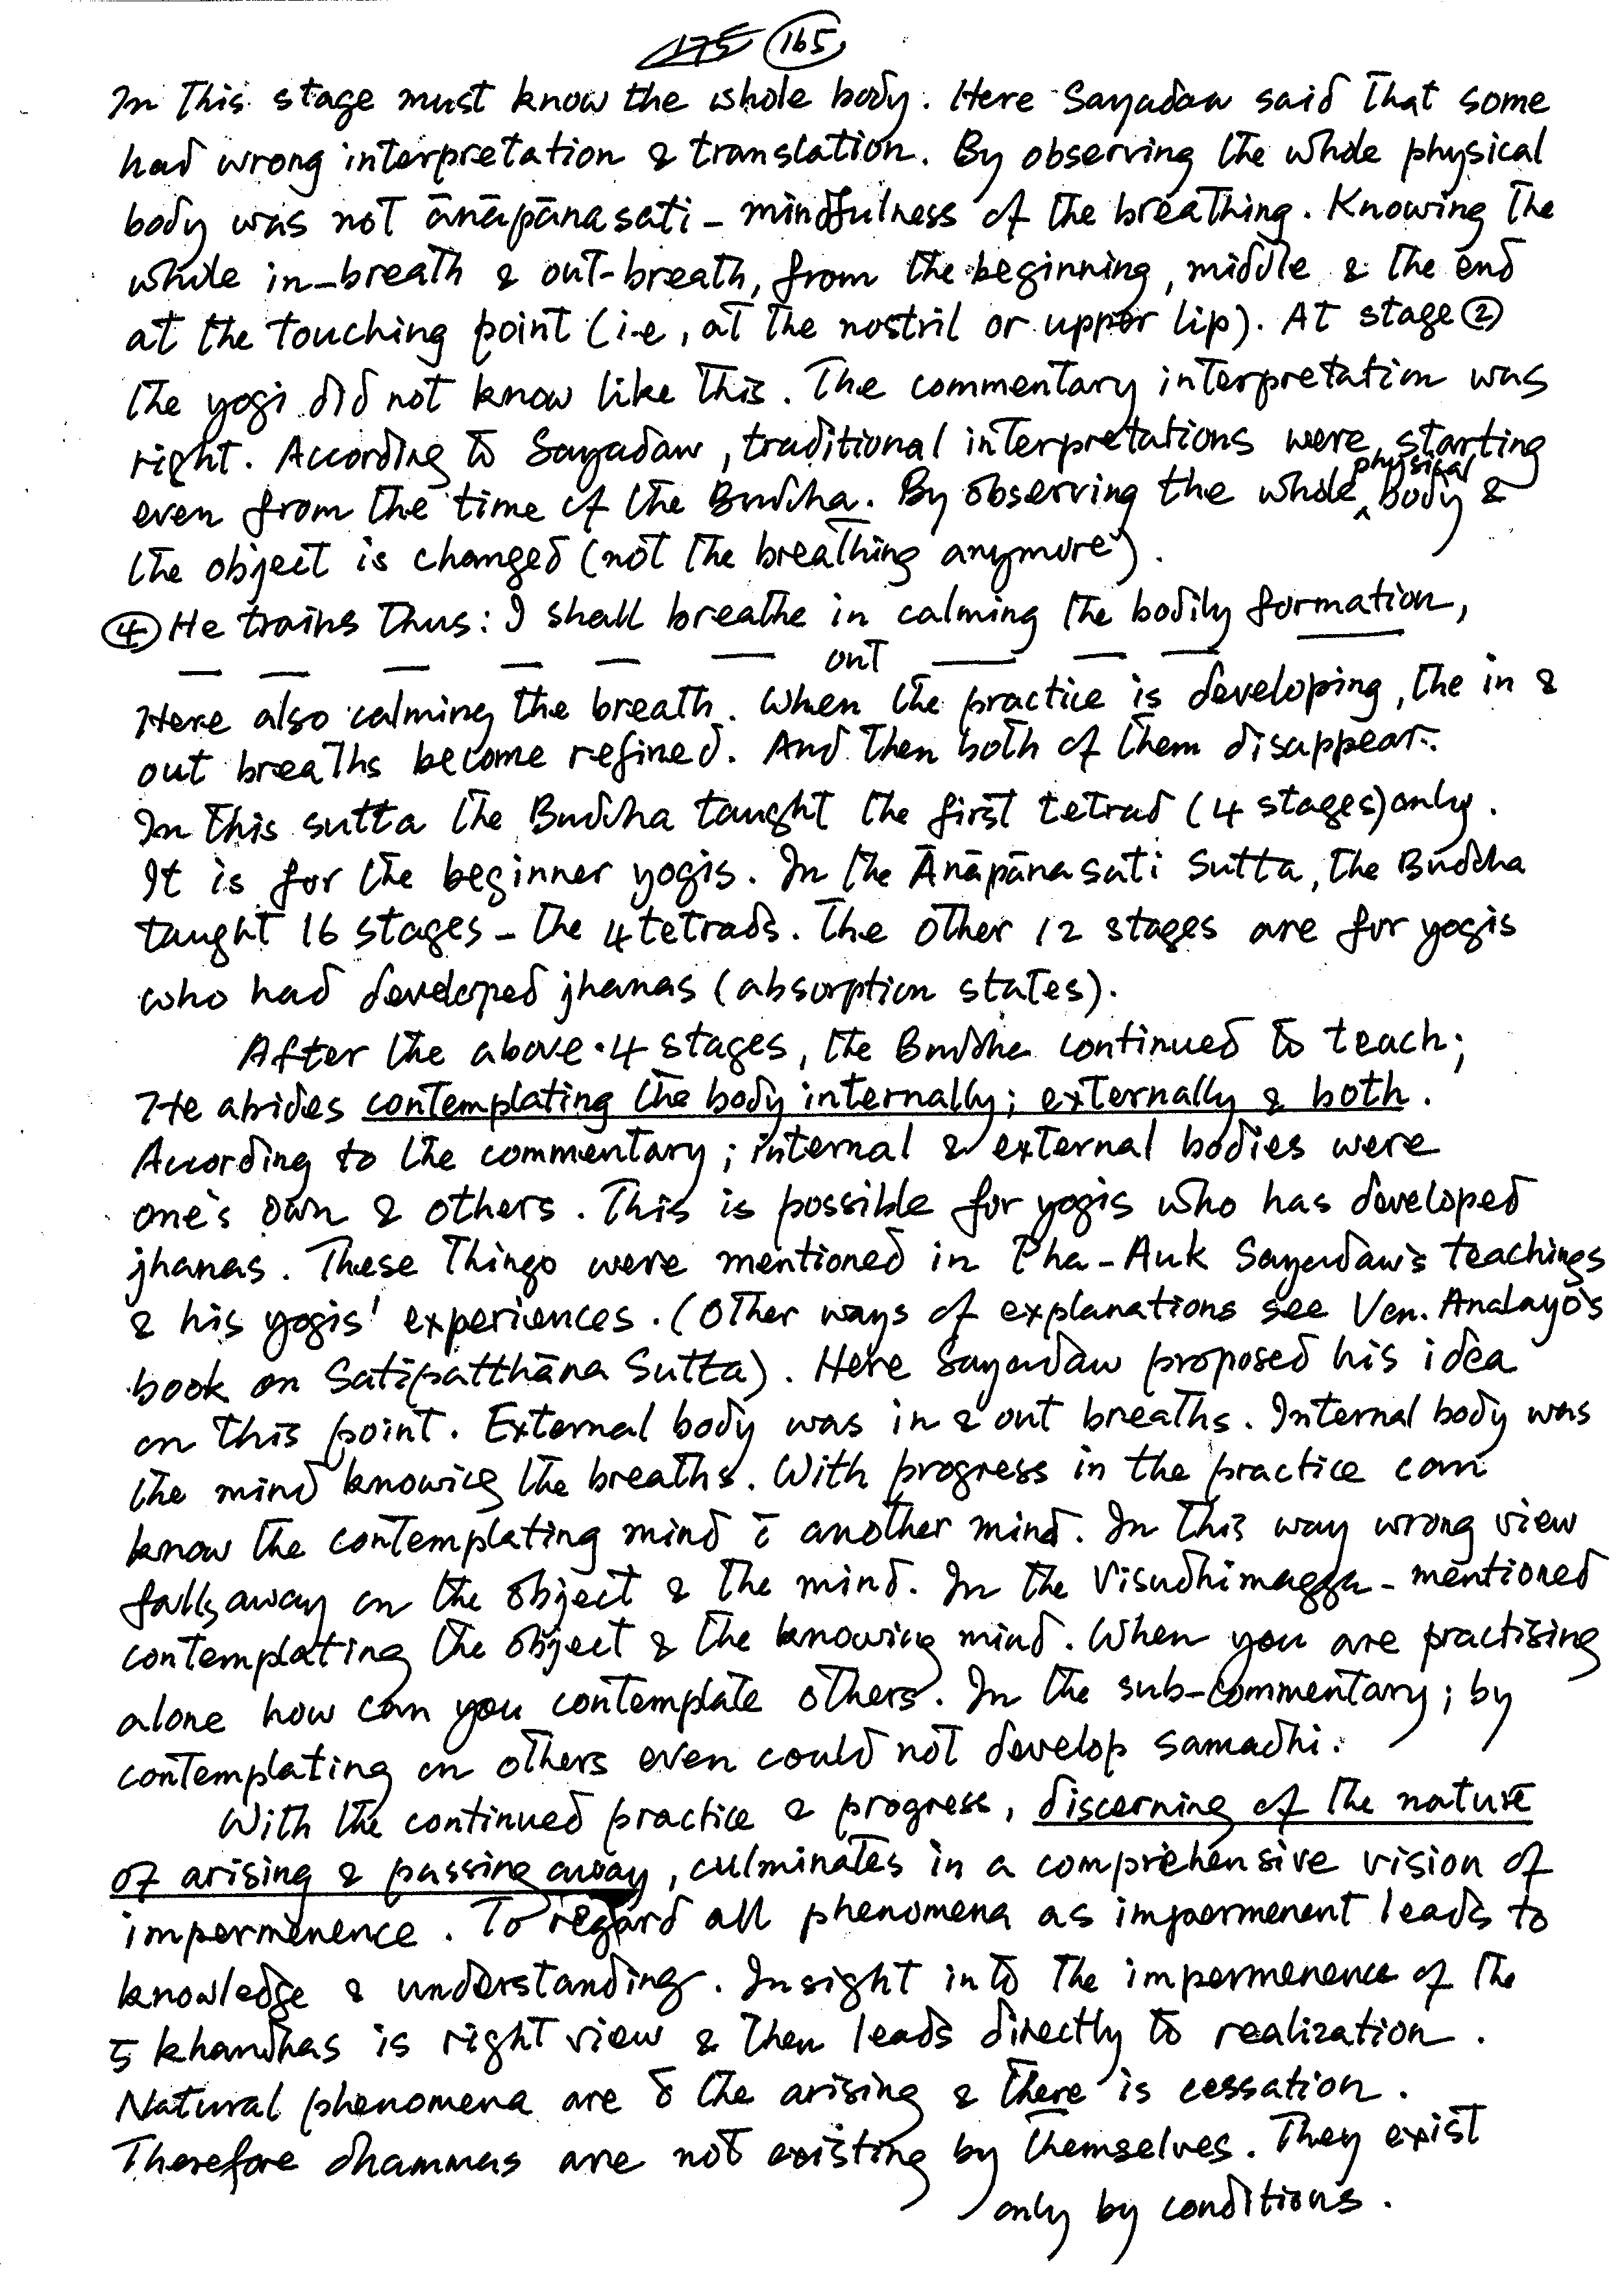 175 165
In this stage must know the whole body. Here Sayadaw said that some
had wrong interpretation & translation. By observing the whole physical
body was not ānāpānasati – mindfulness of the breathing. Knowing the
whole in-breath & out-breath, from the beginning, middle & the end
at the touching point (i.e, at the nostril or upper lip). At stage ②
the yogi did not know like this. The commentary interpretation was
right. According to Sayadaw, traditional interpretations were starting
even from the time of the Buddha. By observing the whole physical body &
the object is changed (not the breathing anymore).
④ He trains thus: I shall breathe in calming the bodily formation,
— — — — — — out — — — —
Here also calming the breath. When the practice is developing, the in &
out breaths become refined. And then both of them disappear.
In this sutta the Buddha taught the first tetrad (4 stages) only.
It is for the beginner yogis. In the Ānāpānasati Sutta, the Buddha
taught 16 stages – the 4 tetrads. The other 12 stages are for yogis
who had developed jhanas (absorption states).
After the above 4 stages, the Buddha continued to teach;
He abides contemplating the body internally; externally & both.
According to the commentary; internal & external bodies were
one's own & others. This is possible for yogis who has developed
jhanas. These things were mentioned in Pha-Auk Sayadaw's teachings
& his yogis' experiences. (Other ways of explanations see Ven. Analayo's
book on Satipatthāna Sutta). Here Sayadaw proposed his idea
on this point. External body was in & out breaths. Internal body was
the mind knowing the breaths. With progress in the practice can
know the contemplating mind c̄ another mind. In this way wrong view
falls away on the object & the mind. In the Visudhimagga – mentioned
contemplating the object & the knowing mind. When you are practising
alone how can you contemplate others. In the sub-commentary; by
contemplating on others even could not develop samadhi.
With the continued practice & progress, discerning of the nature
of arising & passing away, culminates in a comprehensive vision of
impermenence. To regard all phenomena as impermenent leads to
knowledge & understanding. Insight into the impermenence of the
5 khandhas is right view & then leads directly to realization.
Natural phenomena are the arising & there is cessation.
Therefore dhammas are not existing by themselves. They exist
only by conditions.